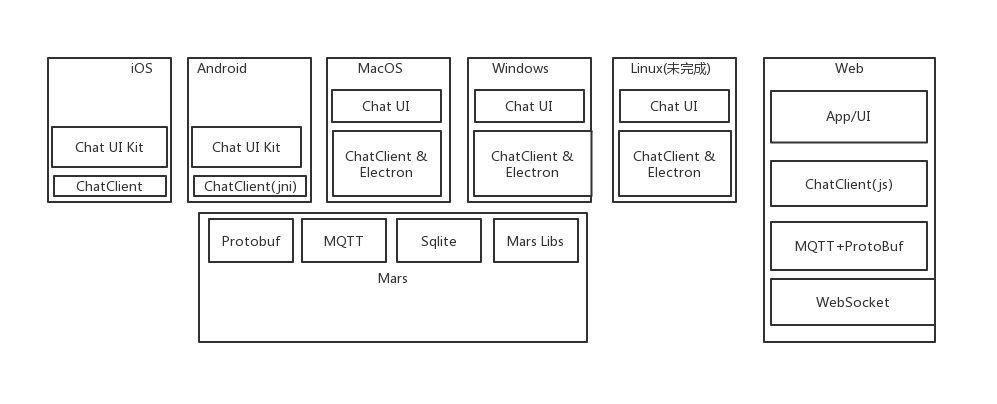 iOS
Android
MacOS
Windows
Linux(未完成)
Web
Chat UI
Chat UI
Chat UI
App/UI
Chat UI Kit
Chat UI Kit
ChatClient &
Electron
ChatClient &
Electron
ChatClient &
Electron
ChatClient
ChatClient(jni)
ChatClient(js)
Protobuf
MQTT
Sqlite
Mars Libs
MQTT+ProtoBuf
Mars
WebSocket